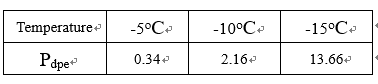 Temperature -5℃ -10℃ -15℃
Pdpe 0.34 2.16 13.66